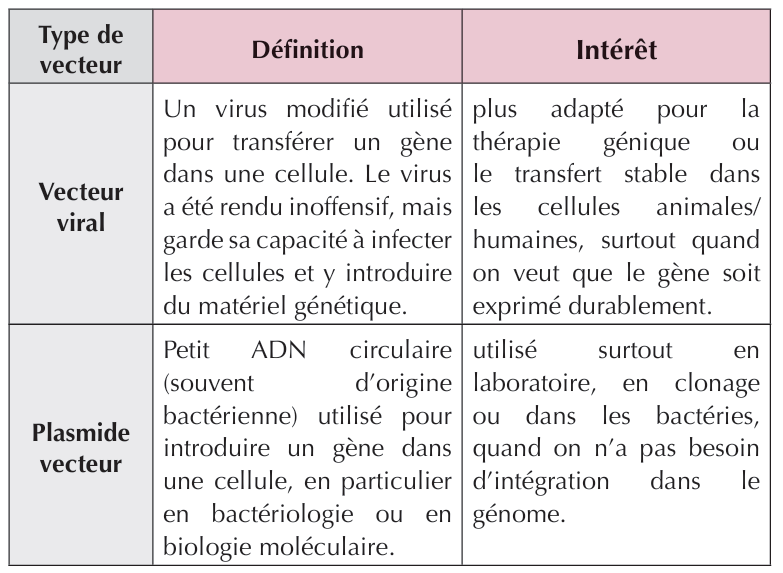 Type de
vecteur
Définition
Intérêt
Vecteur
viral
Un virus modifié utilisé
pour transférer un gène
dans une cellule. Le virus
a été rendu inoffensif, mais
garde sa capacité à infecter
les cellules et y introduire
du matériel génétique.
plus adapté pour la
thérapie génique ou
le transfert stable dans
les cellules animales/
humaines, surtout quand
on veut que le gène soit
exprimé durablement.
Plasmide
vecteur
Petit ADN circulaire
(souvent d'origine
bactérienne) utilisé pour
introduire un gène dans
une cellule, en particulier
en bactériologie ou en
biologie moléculaire.
utilisé surtout en
laboratoire, en clonage
ou dans les bactéries,
quand on n'a pas besoin
d'intégration dans le
génome.